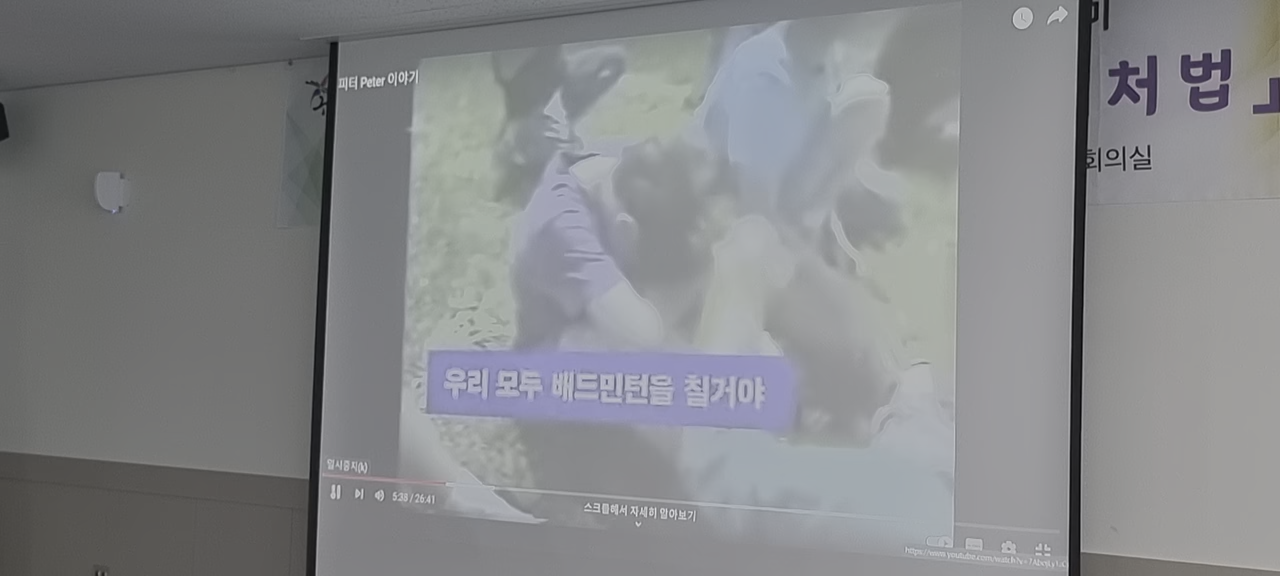 피터 Peter 이야기
처법
회의실
우리 모두 배드민턴을 칠거야
일시중지(k)
5:38 / 26:41
스크롤해서 자세히 알아보기